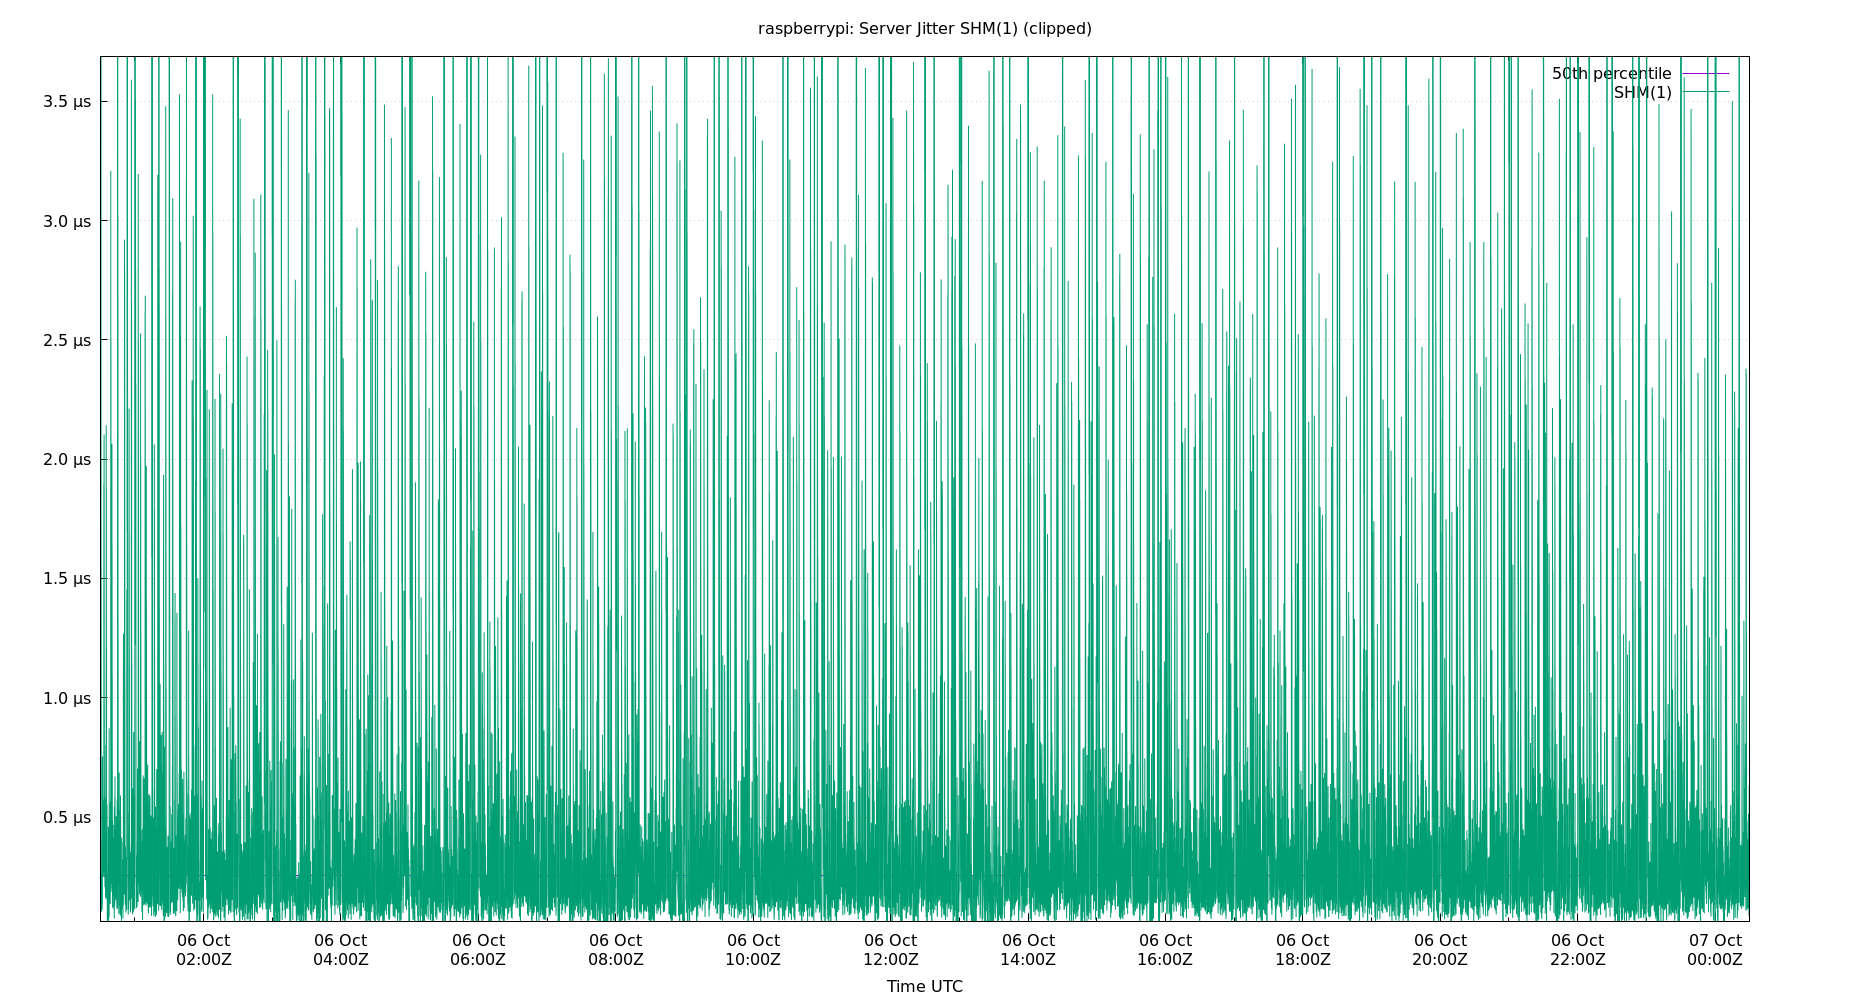 raspberrypi: Server Jitter SHM(1) (clipped)
50th percentile
SHM(1)
3.5 µs
3.0 µs
2.5 µs
2.0 µs
1.5 µs
1.0 µs
0.5 µs
06 Oct 06 Oct 06 Oct 06 Oct 06 Oct 06 Oct 06 Oct 06 Oct 06 Oct 06 Oct 06 Oct 07 Oct
02:00Z 04:00Z 06:00Z 08:00Z 10:00Z 12:00Z 14:00Z 16:00Z 18:00Z 20:00Z 22:00Z 00:00Z
Time UTC